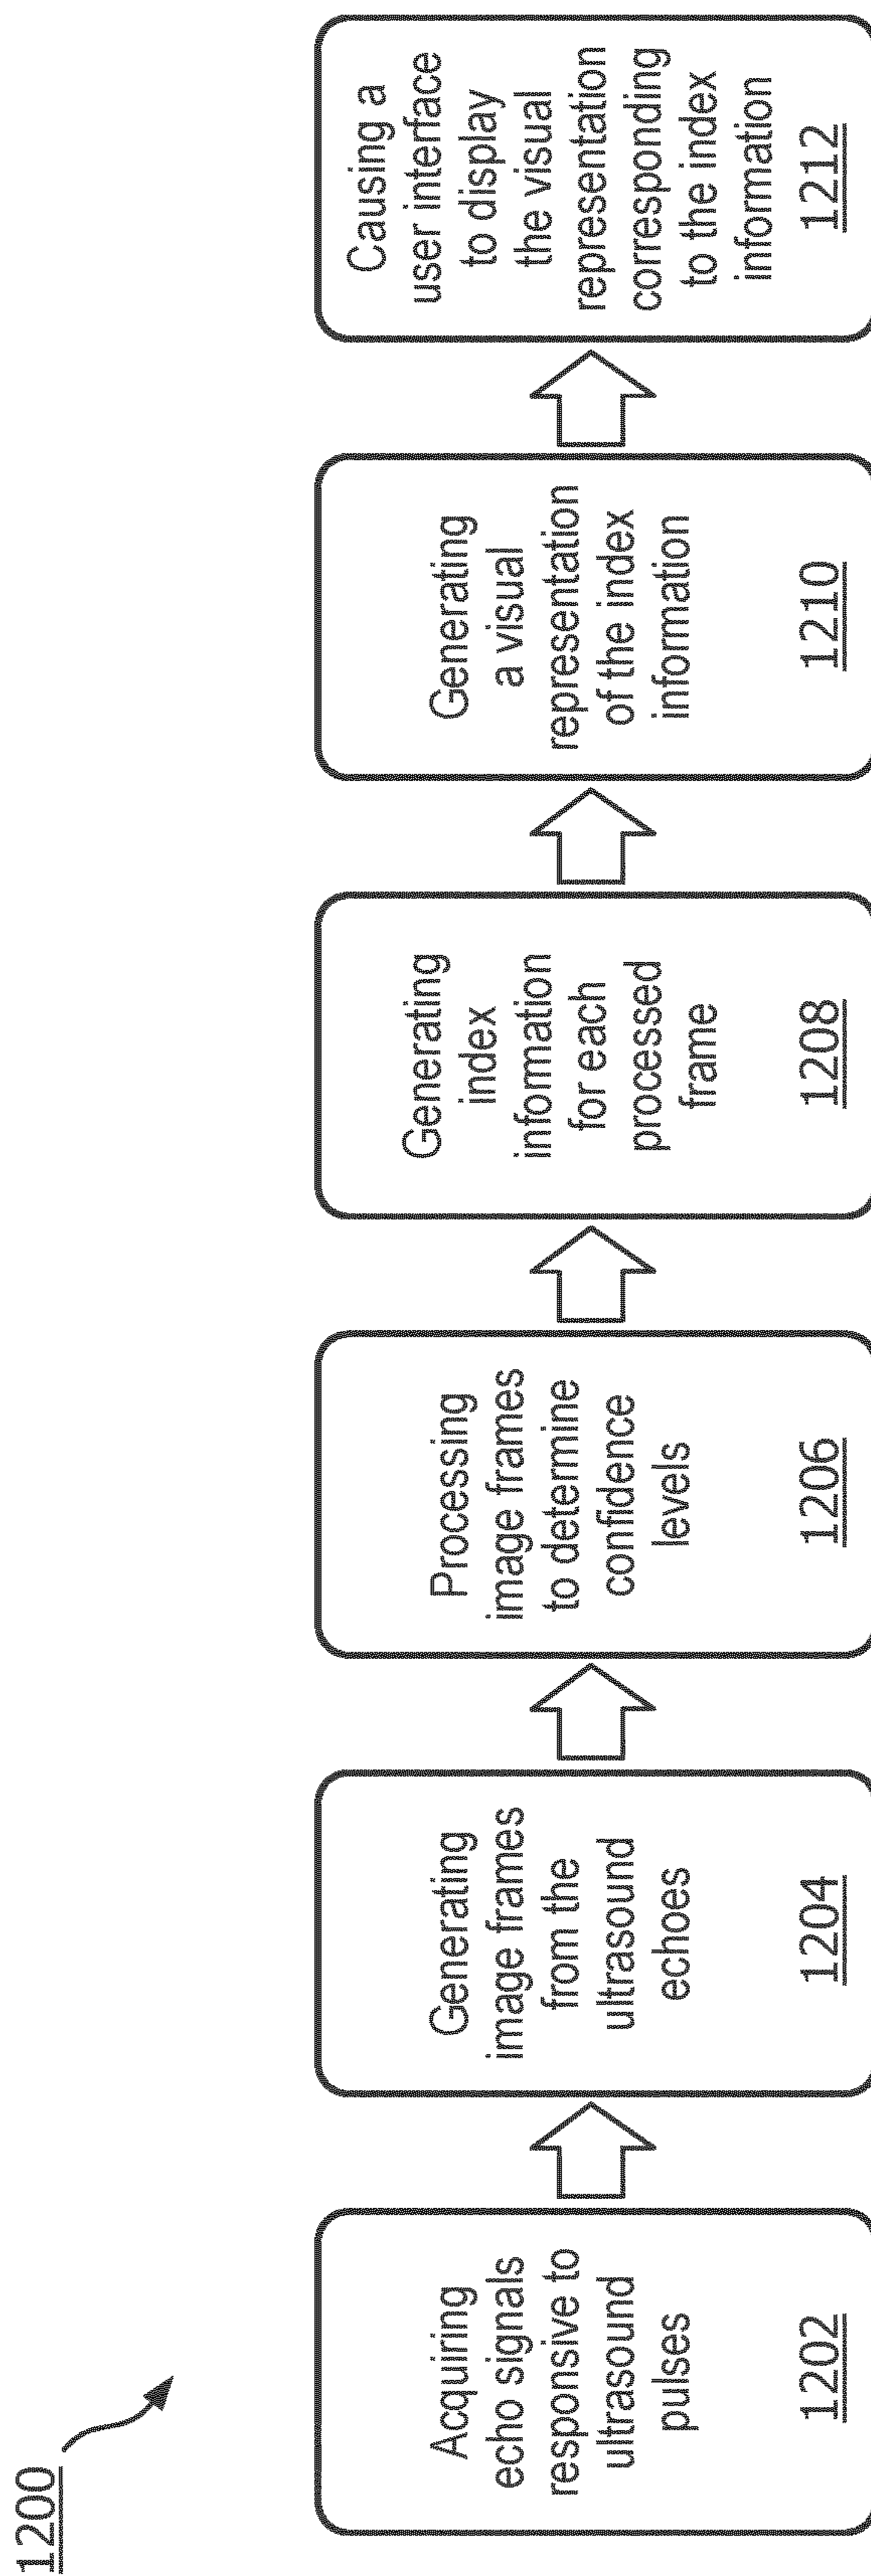 1200
Acquiring
echo signals
responsive to
ultrasound
pulses
1202
Generating
image frames
from the
ultrasound
echoes
1204
Processing
image frames
to determine
confidence
levels
1206
Generating
index
information
for each
processed
frame
1208
Generating
a visual
representation
of the index
information
1210
Causing a
user interface
to display
the visual
representation
corresponding
to the index
information
1212